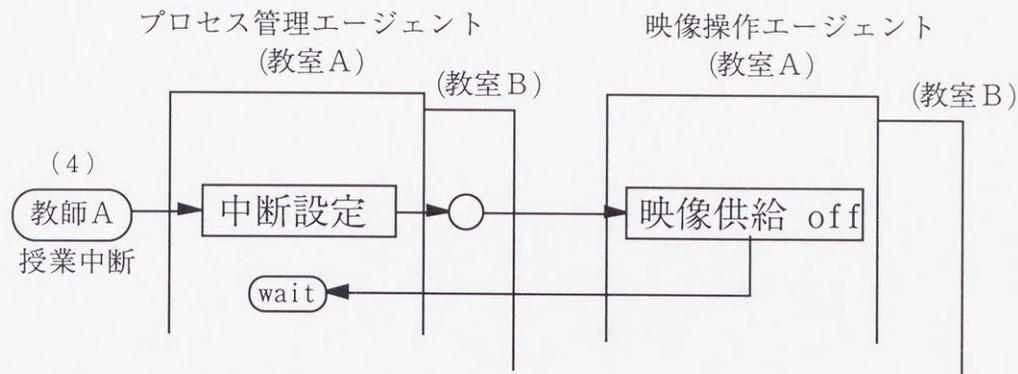 プロセス管理エージェント
(教室A)
(教室B)
映像操作エージェント
(教室A)
(教室B)
(4)
教師A
授業中断
中断設定
映像供給 off
wait